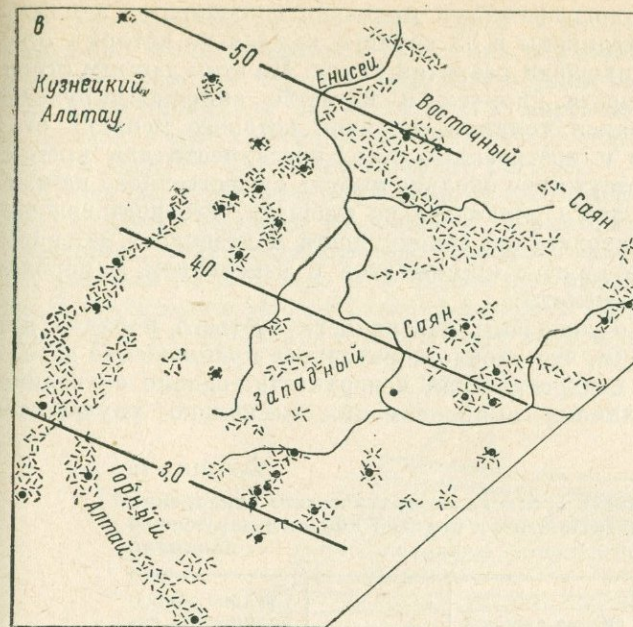 в
5,0
Енисей
Кузнецкий
Алатау
Восточный
Саян
4,0
Саян
Западный
3,0
Горный
Алтай